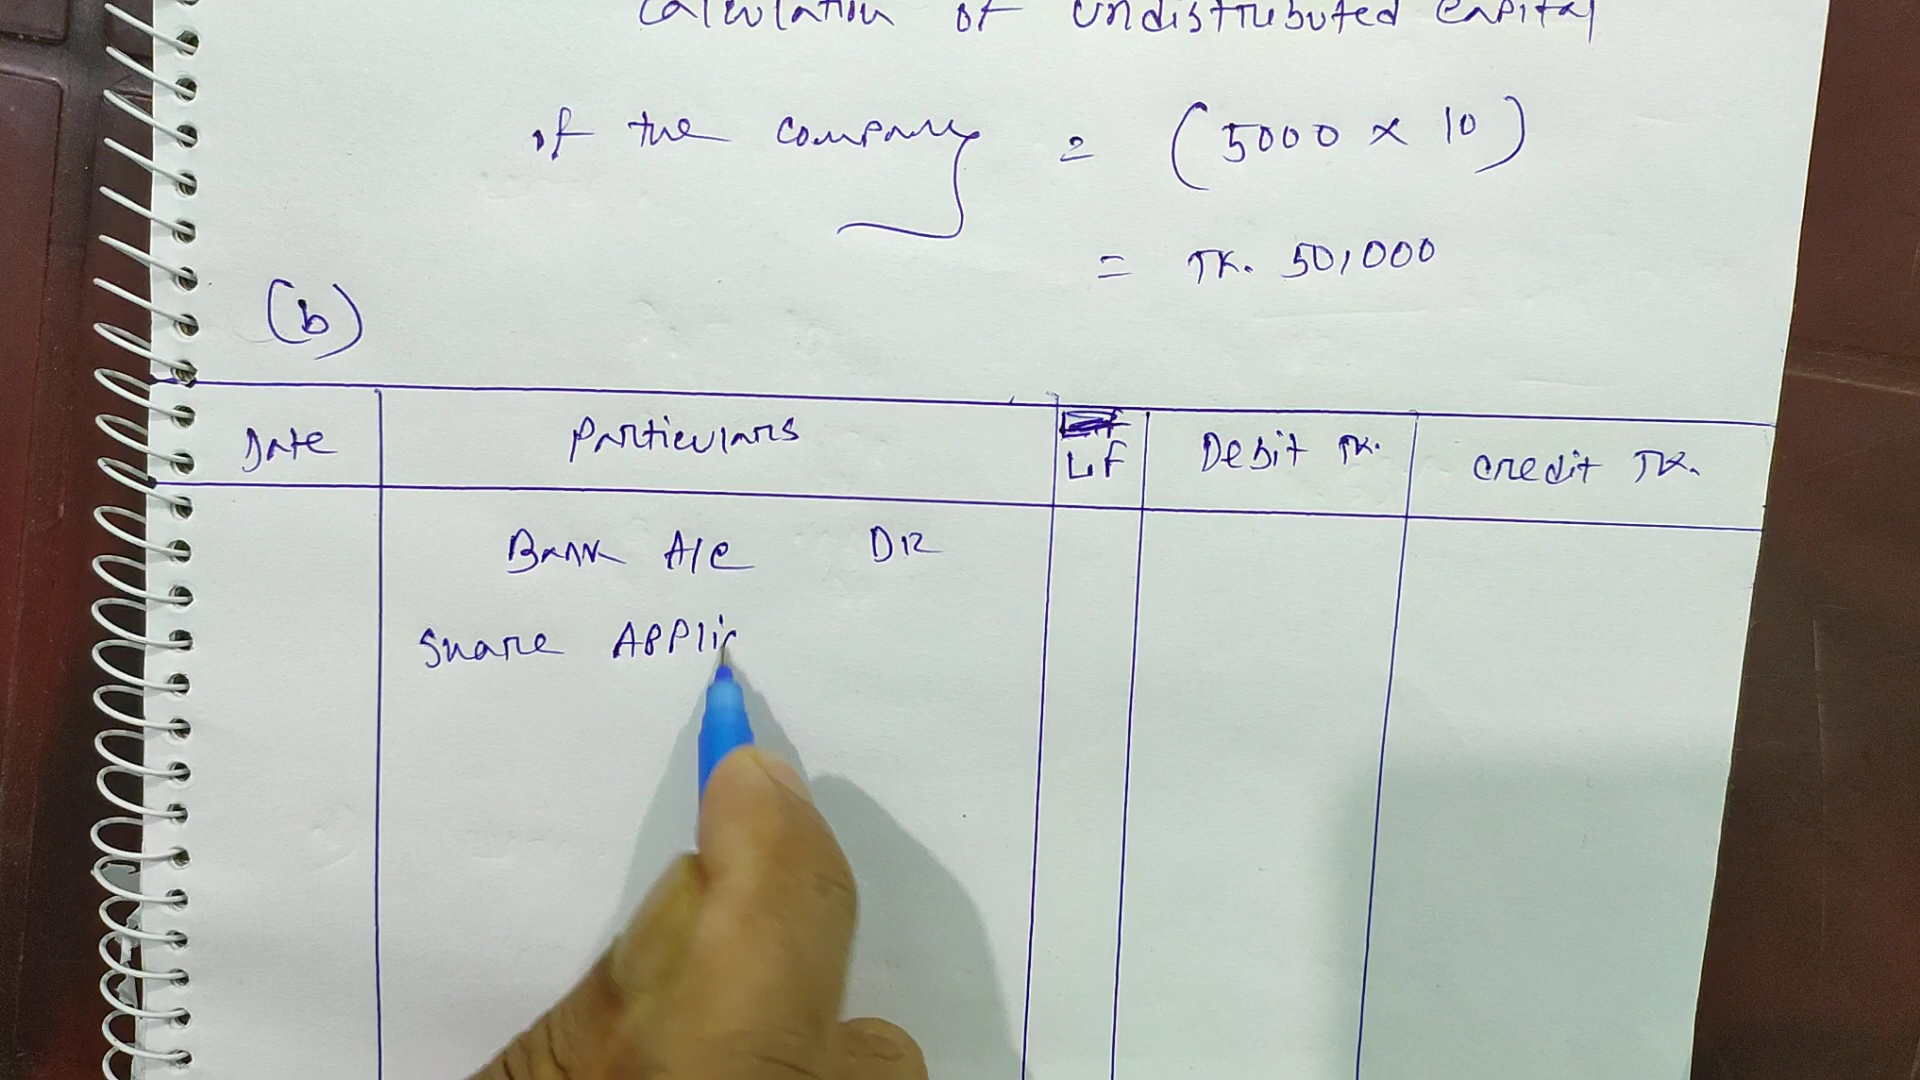 Calculation of undistributed capital
of the company = (5000 × 10)
= TK. 50,000
(b)
Date Particulars L.F Debit TK. Credit TK.
Bank A/C DR
Share Applic